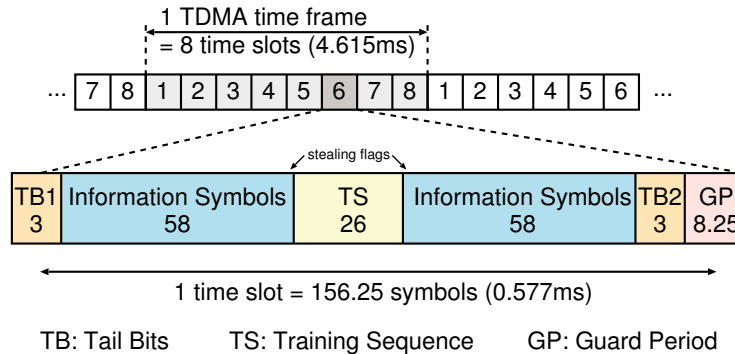 1 TDMA time frame
= 8 time slots (4.615ms)
... 7 8 1 2 3 4 5 6 7 8 1 2 3 4 5 6 ...
stealing flags
TB1 Information Symbols TS Information Symbols TB2 GP
3 58 26 58 3 8.25
1 time slot = 156.25 symbols (0.577ms)
TB: Tail Bits TS: Training Sequence GP: Guard Period